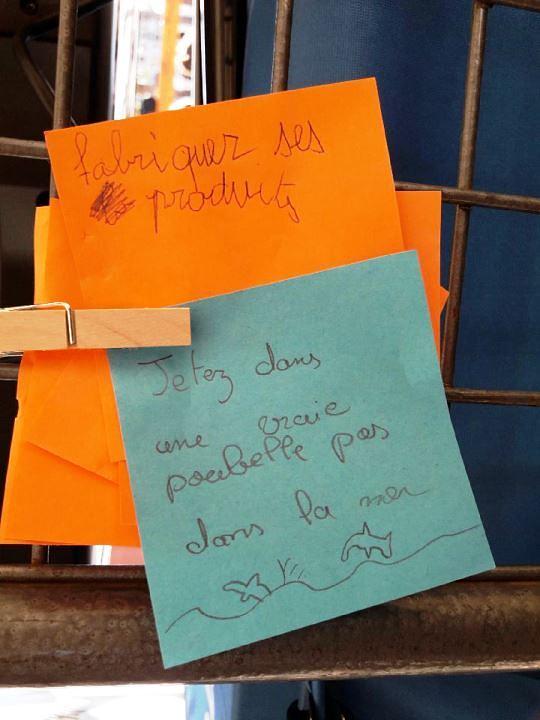 fabriquer ses
produits
Jetez dans
une vraie
poubelle pas
dans la mer